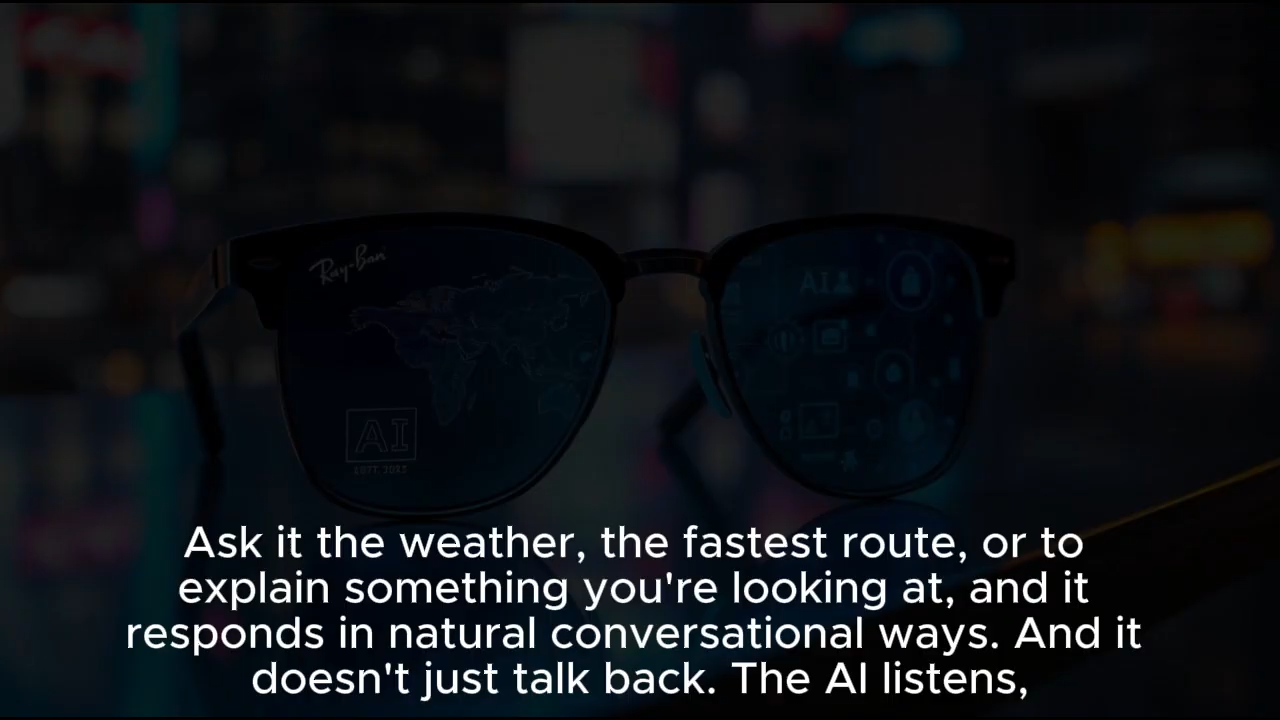 Ray-Ban
AI
AI
Ask it the weather, the fastest route, or to
explain something you're looking at, and it
responds in natural conversational ways. And it
doesn't just talk back. The AI listens,